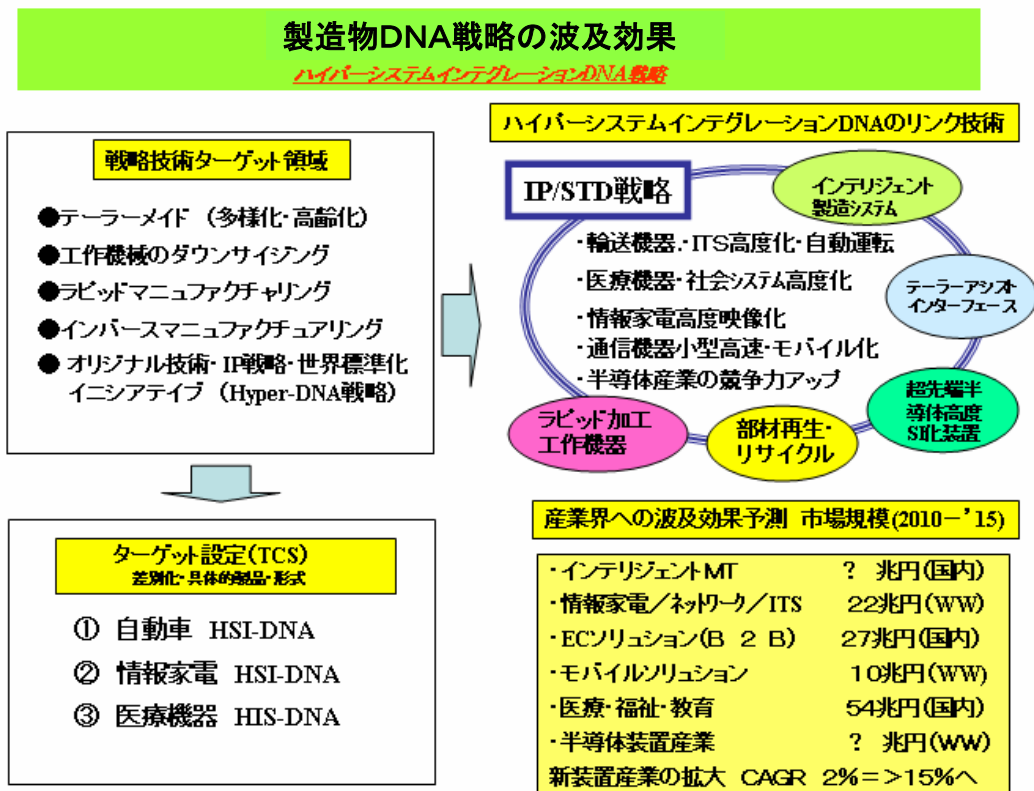 製造物DNA戦略の波及効果
ハイパーシステムインテグレーションDNA戦略
戦略技術ターゲット領域
●テーラーメイド (多様化・高齢化)
●工作機械のダウンサイジング
●ラピッドマニュファクチャリング
●インバースマニュファクチュアリング
● オリジナル技術・IP戦略・世界標準化
イニシアテイブ (Hyper-DNA戦略)
ハイパーシステムインテグレーションDNAのリンク技術
IP/STD戦略
インテリジェント
製造システム
・輸送機器.・ITS高度化・自動運転
・医療機器・社会システム高度化
・情報家電高度映像化
・通信機器小型高速・モバイル化
・半導体産業の競争力アップ
テーラーアシスト
インターフェース
超先端半
導体高度
SI化装置
部材再生・
リサイクル
ラピッド加工
工作機器
ターゲット設定(TCS)
差別化・具体的製品・形式
① 自動車 HSI-DNA
② 情報家電 HSI-DNA
③ 医療機器 HIS-DNA
産業界への波及効果予測 市場規模(2010-'15)
・インテリジェントMT ? 兆円(国内)
・情報家電/ネットワーク/ITS 22兆円(WW)
・ECソリュション(B 2 B) 27兆円(国内)
・モバイルソリュション 10兆円(WW)
・医療・福祉・教育 54兆円(国内)
・半導体装置産業 ? 兆円(WW)
新装置産業の拡大 CAGR 2%=>15%へ